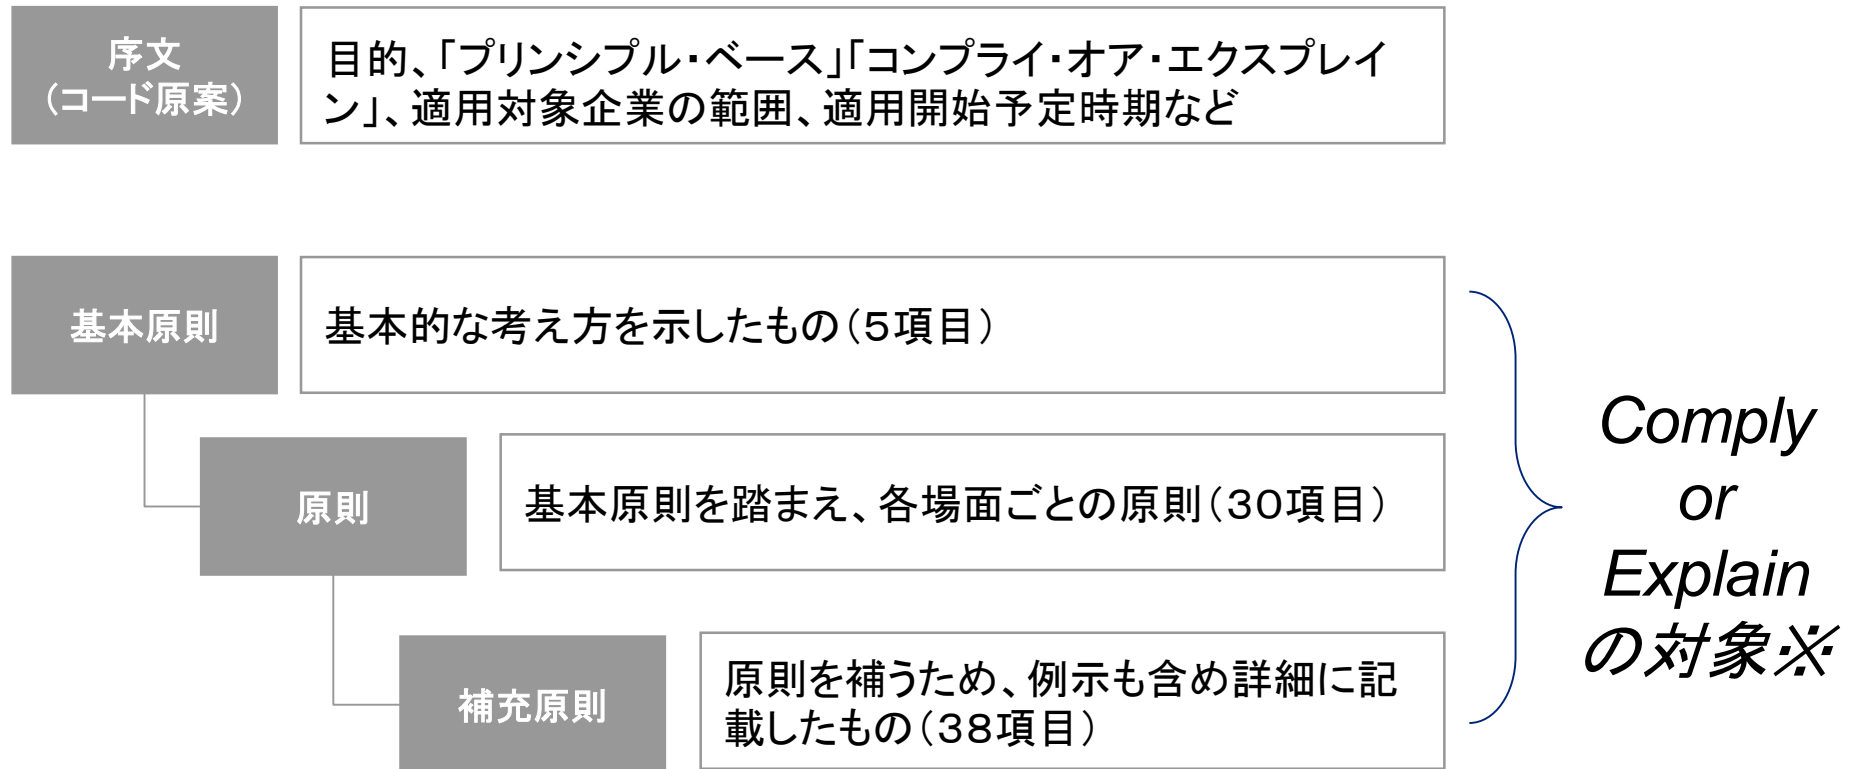 序文
(コード原案)
目的、「プリンシプル・ベース」「コンプライ・オア・エクスプレイ
ン」、適用対象企業の範囲、適用開始予定時期など
基本原則
基本的な考え方を示したもの(5項目)
原則
基本原則を踏まえ、各場面ごとの原則(30項目)
補充原則
原則を補うため、例示も含め詳細に記
載したもの(38項目)
Comply
or
Explain
の対象※